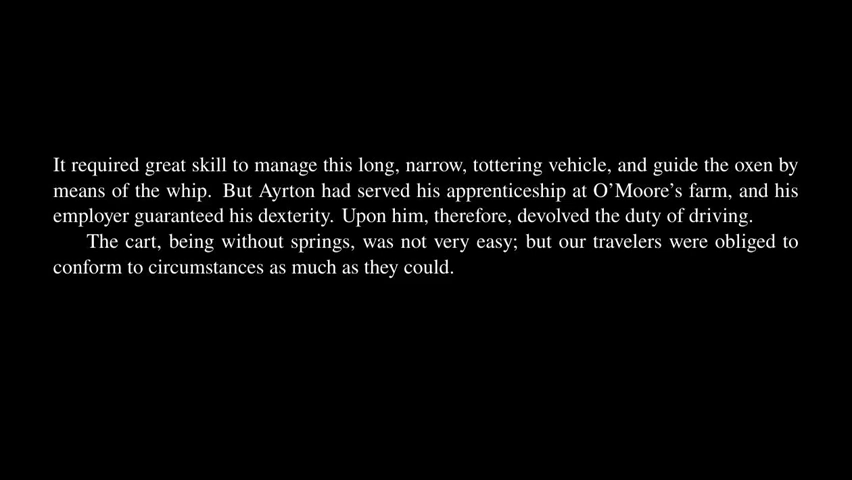 It required great skill to manage this long, narrow, tottering vehicle, and guide the oxen by
means of the whip. But Ayrton had served his apprenticeship at O’Moore’s farm, and his
employer guaranteed his dexterity. Upon him, therefore, devolved the duty of driving.
The cart, being without springs, was not very easy; but our travelers were obliged to
conform to circumstances as much as they could.